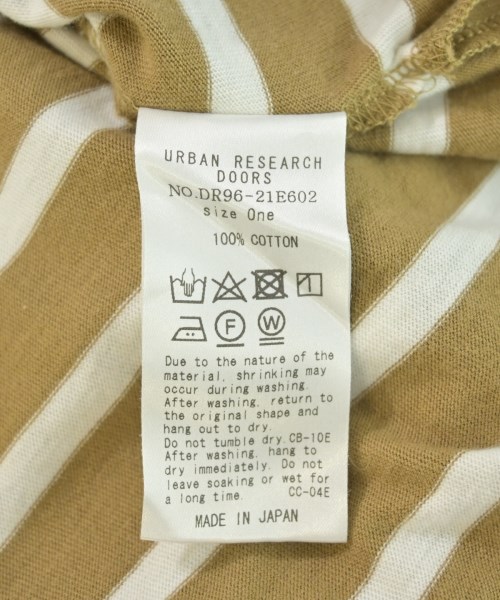 URBAN RESEARCH
DOORS
NO.DR96-21E602
size One
100% COTTON
F W
Due to the nature of the
material, shrinking may
occur during washing.
After washing, return to
the original shape and
hang out to dry.
Do not tumble dry. CB-10E
After washing, hang to
dry immediately. Do not
leave soaking or wet for
a long time. CC-04E
MADE IN JAPAN